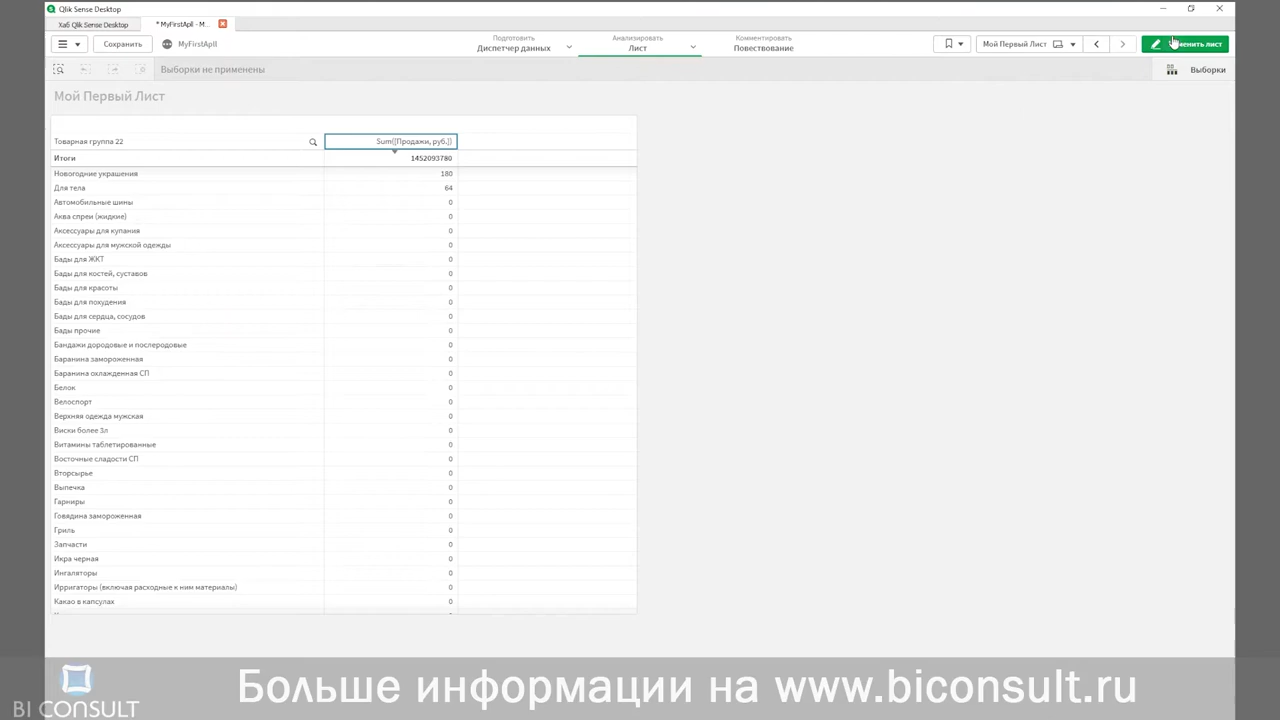 Qlik Sense Desktop
Хаб Qlik Sense Desktop
* MyFirstApll - M...
Сохранить
MyFirstApll
Подготовить
Диспетчер данных
Анализировать
Лист
Комментировать
Повествование
Мой Первый Лист
лист
Выборки не применены
Выборки
Мой Первый Лист
Товарная группа 22 Sum([Продажи, руб.])
Итоги 1452093780
Новогодние украшения 180
Для тела 64
Автомобильные шины 0
Аква спреи (жидкие) 0
Аксессуары для купания 0
Аксессуары для мужской одежды 0
Бады для ЖКТ 0
Бады для костей, суставов 0
Бады для красоты 0
Бады для похудения 0
Бады для сердца, сосудов 0
Бады прочие 0
Бандажи дородовые и послеродовые 0
Баранина замороженная 0
Баранина охлажденная СП 0
Белок 0
Велоспорт 0
Верхняя одежда мужская 0
Виски более 3л 0
Витамины таблетированные 0
Восточные сладости СП 0
Вторсырье 0
Выпечка 0
Гарниры 0
Говядина замороженная 0
Гриль 0
Запчасти 0
Икра черная 0
Ингаляторы 0
Ирригаторы (включая расходные к ним материалы) 0
Какао в капсулах 0
Больше информации на www.biconsult.ru
BI CONSULT